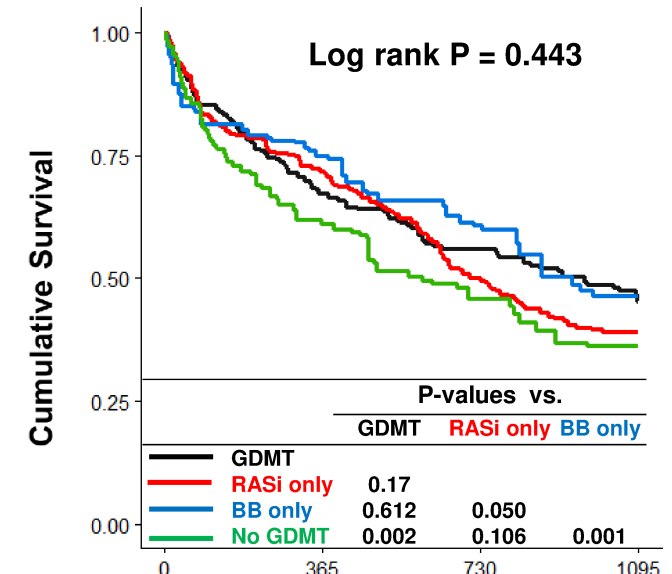 1.00
Log rank P = 0.443
0.75
Cumulative Survival
0.50
0.25
P-values vs.
GDMT RASi only BB only
GDMT
RASi only 0.17
BB only 0.612 0.050
No GDMT 0.002 0.106 0.001
0.00
0 365 730 1095